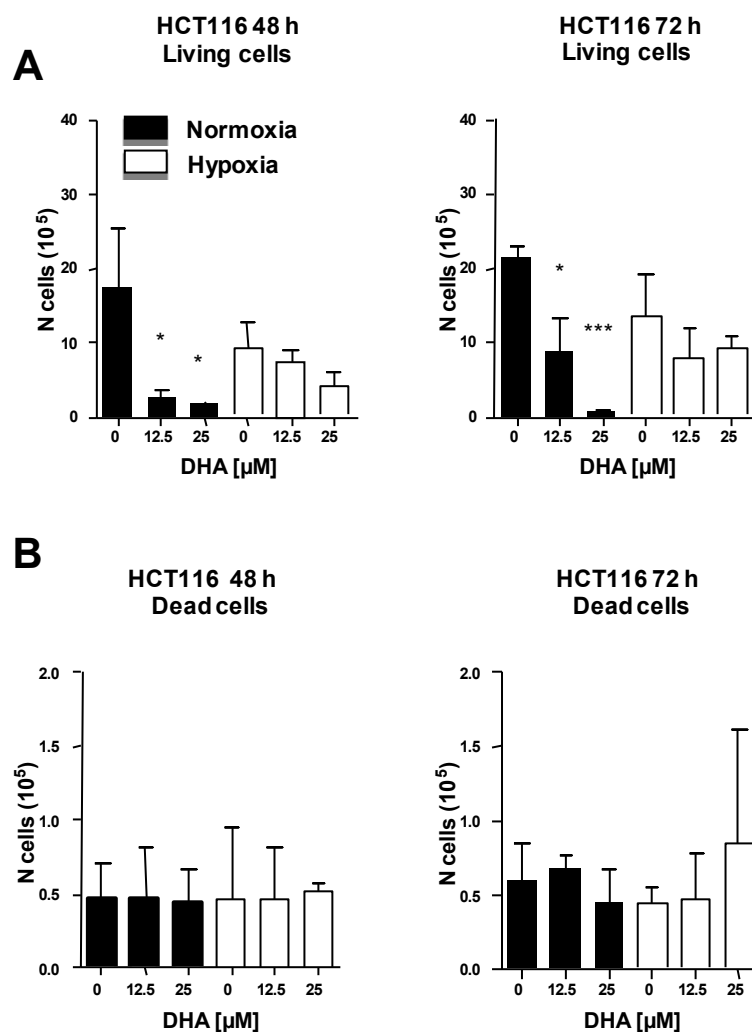 A
HCT116 48 h
Living cells
Normoxia
Hypoxia
N cells (10⁵)
40
30
20
10
0
*
*
0 12.5 25 0 12.5 25
DHA [µM]
HCT116 72 h
Living cells
N cells (10⁵)
40
30
20
10
0
*
***
0 12.5 25 0 12.5 25
DHA [µM]
B
HCT116 48 h
Dead cells
N cells (10⁵)
2.0
1.5
1.0
0.5
0.0
0 12.5 25 0 12.5 25
DHA [µM]
HCT116 72 h
Dead cells
N cells (10⁵)
2.0
1.5
1.0
0.5
0.0
0 12.5 25 0 12.5 25
DHA [µM]